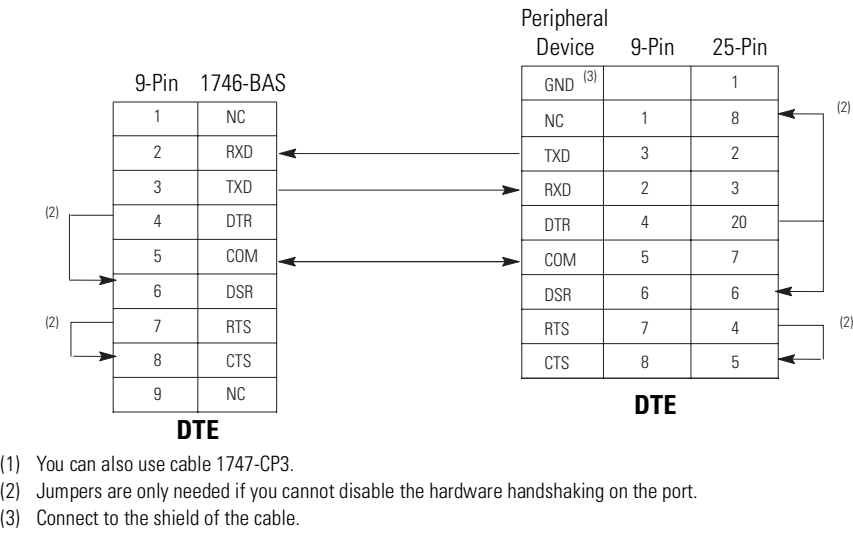 Peripheral
Device 9-Pin 25-Pin
GND (3) 1
NC 1 8
TXD 3 2
RXD 2 3
DTR 4 20
COM 5 7
DSR 6 6
RTS 7 4
CTS 8 5
(2)
(2)
DTE
9-Pin 1746-BAS
1 NC
2 RXD
3 TXD
4 DTR
5 COM
6 DSR
7 RTS
8 CTS
9 NC
(2)
(2)
DTE
(1) You can also use cable 1747-CP3.
(2) Jumpers are only needed if you cannot disable the hardware handshaking on the port.
(3) Connect to the shield of the cable.